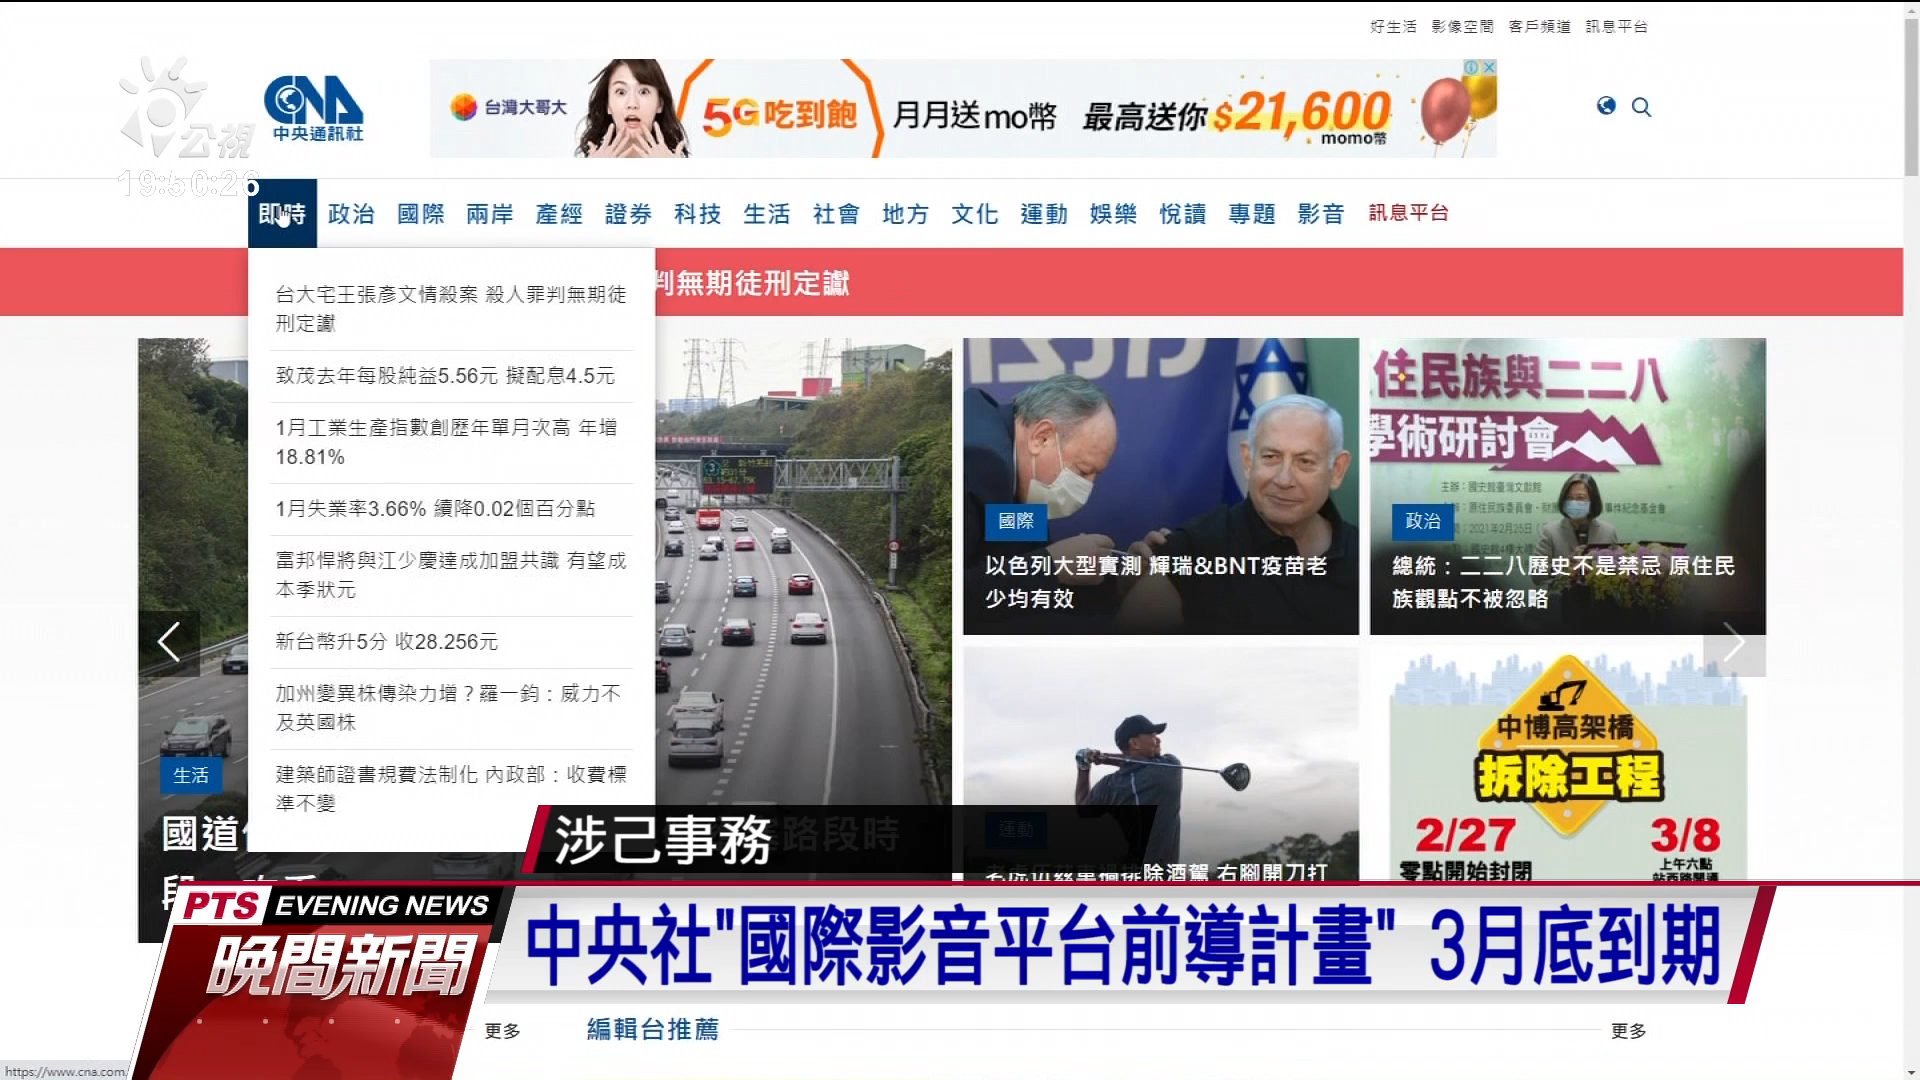 好生活 影像空間 客戶頻道 訊息平台
公視
19:50:26
CNA
中央通訊社
台灣大哥大
5G吃到飽
月月送mo幣
最高送你$21,600
momo幣
即時 政治 國際 兩岸 產經 證券 科技 生活 社會 地方 文化 運動 娛樂 悅讀 專題 影音 訊息平台
判無期徒刑定讞
台大宅王張彥文情殺案 殺人罪判無期徒
刑定讞
致茂去年每股純益5.56元 擬配息4.5元
1月工業生產指數創歷年單月次高 年增
18.81%
1月失業率3.66% 續降0.02個百分點
富邦悍將與江少慶達成加盟共識 有望成
本季狀元
新台幣升5分 收28.256元
加州變異株傳染力增？羅一鈞：威力不
及英國株
建築師證書規費法制化 內政部：收費標
準不變
生活
國道
路段時
國際
以色列大型實測 輝瑞&BNT疫苗老
少均有效
住民族與二二八
學術研討會
政治
總統：二二八歷史不是禁忌 原住民
族觀點不被忽略
運動
中博高架橋
拆除工程
2/27
零點開始封閉
3/8
上午六點
涉己事務
PTS EVENING NEWS
晚間新聞
中央社"國際影音平台前導計畫" 3月底到期
更多
編輯台推薦
更多
https://www.cna.com.